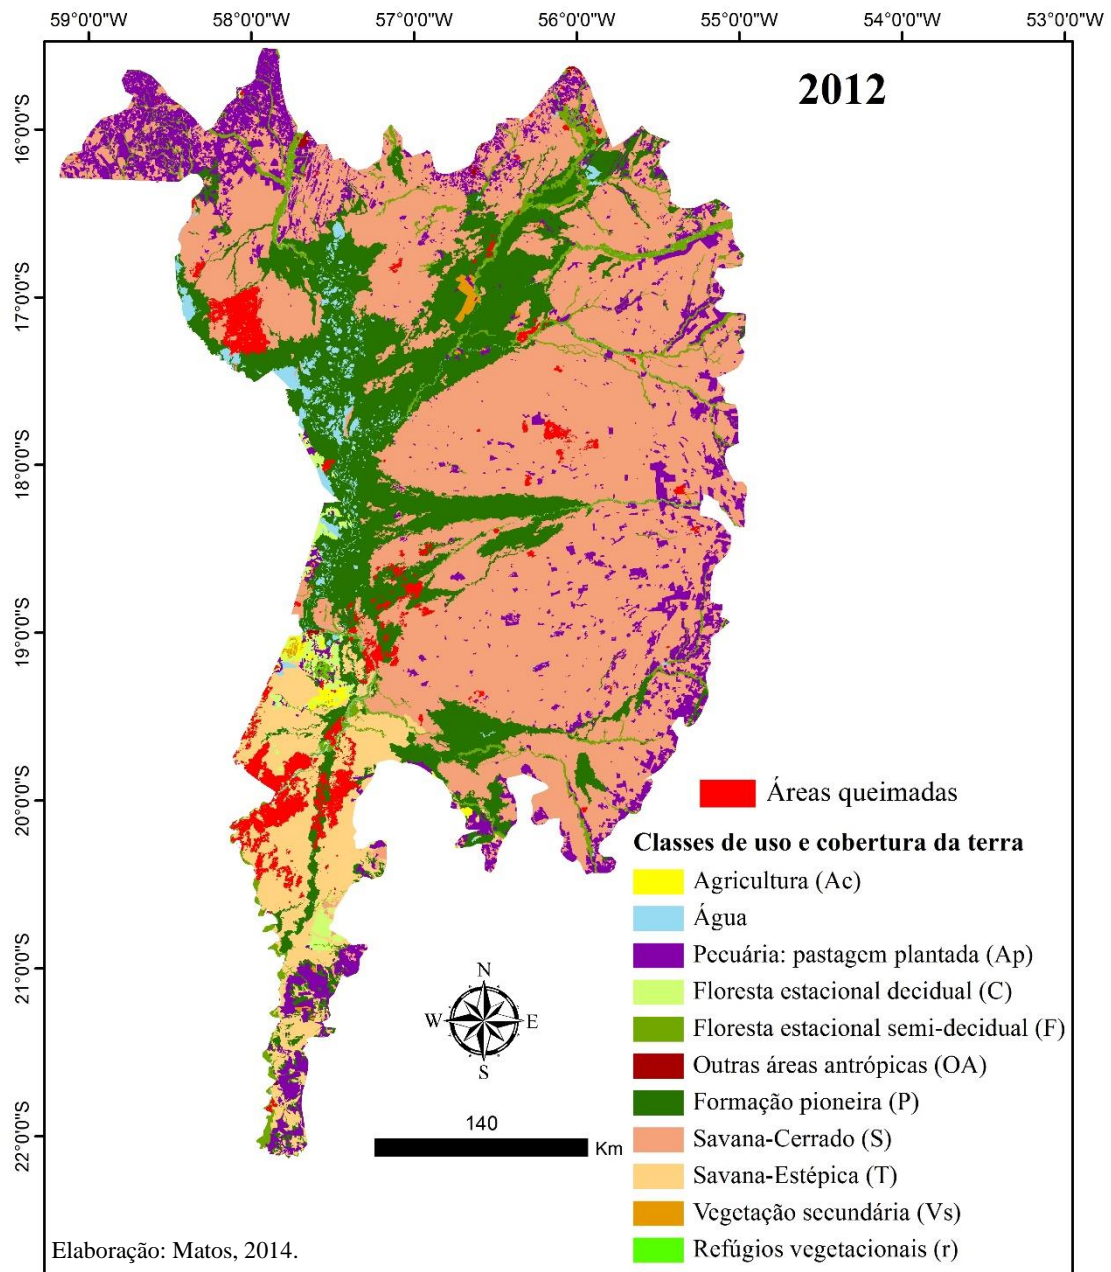 59°0'0"W 58°0'0"W 57°0'0"W 56°0'0"W 55°0'0"W 54°0'0"W 53°0'0"W
2012
16°0'0"S
17°0'0"S
18°0'0"S
19°0'0"S
20°0'0"S
21°0'0"S
22°0'0"S
Áreas queimadas
Classes de uso e cobertura da terra
Agricultura (Ac)
Água
Pecuária: pastagem plantada (Ap)
Floresta estacional decidual (C)
Floresta estacional semi-decidual (F)
Outras áreas antrópicas (OA)
Formação pioneira (P)
Savana-Cerrado (S)
Savana-Estépica (T)
Vegetação secundária (Vs)
Refúgios vegetacionais (r)
N
W E
S
140
Km
Elaboração: Matos, 2014.